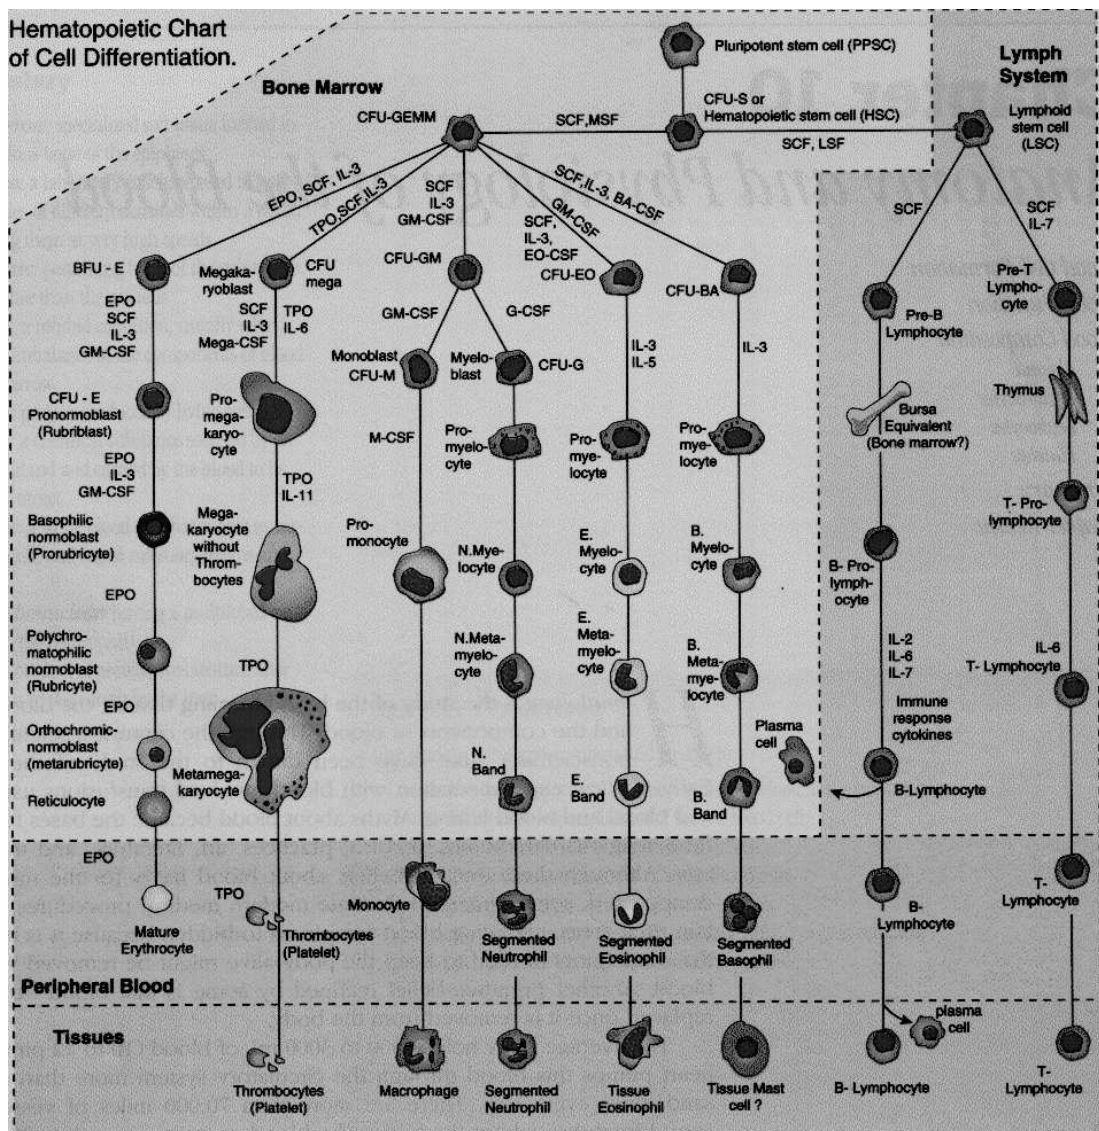 Hematopoietic Chart
of Cell Differentiation.
Bone Marrow
Lymph
System
Pluripotent stem cell (PPSC)
CFU-S or
Hematopoietic stem cell (HSC)
Lymphoid
stem cell
(LSC)
CFU-GEMM
SCF,MSF
SCF, LSF
EPO, SCF, IL-3
TPO,SCF,IL-3
SCF
IL-3
GM-CSF
GM-CSF
SCF,
IL-3,
EO-CSF
SCF,IL-3, BA-CSF
SCF
SCF
IL-7
BFU - E
Megaka-
ryoblast
CFU
mega
CFU-GM
CFU-EO
CFU-BA
Pre-B
Lymphocyte
Pre-T
Lympho-
cyte
EPO
SCF
IL-3
GM-CSF
SCF
IL-3
Mega-CSF
TPO
IL-6
GM-CSF
G-CSF
IL-3
IL-5
IL-3
Monoblast
CFU-M
Myelo-
blast
CFU-G
CFU - E
Pronormoblast
(Rubriblast)
Pro-
mega-
karyo-
cyte
Bursa
Equivalent
(Bone marrow?)
Thymus
M-CSF
Pro-
myelo-
cyte
Pro-
mye-
locyte
Pro-
mye-
locyte
EPO
IL-3
GM-CSF
TPO
IL-11
Basophilic
normoblast
(Prorubricyte)
Mega-
karyocyte
without
Throm-
bocytes
Pro-
monocyte
N.Mye-
locyte
E.
Myelo-
cyte
B.
Myelo-
cyte
B- Pro-
lymph-
ocyte
T- Pro-
lymphocyte
EPO
Polychro-
matophilic
normoblast
(Rubricyte)
TPO
N.Meta-
myelo-
cyte
E.
Meta-
myelo-
cyte
B.
Meta-
mye-
locyte
IL-2
IL-6
IL-7
IL-6
T- Lymphocyte
EPO
Orthochromic-
normoblast
(metarubricyte)
Metamega-
karyocyte
N.
Band
E.
Band
B.
Band
Plasma
cell
Immune
response
cytokines
B-Lymphocyte
Reticulocyte
EPO
TPO
Mature
Erythrocyte
Thrombocytes
(Platelet)
Monocyte
Segmented
Neutrophil
Segmented
Eosinophil
Segmented
Basophil
B-
Lymphocyte
T-
Lymphocyte
Peripheral Blood
Tissues
Thrombocytes
(Platelet)
Macrophage
Segmented
Neutrophil
Tissue
Eosinophil
Tissue Mast
cell ?
plasma
cell
B- Lymphocyte
T-
Lymphocyte